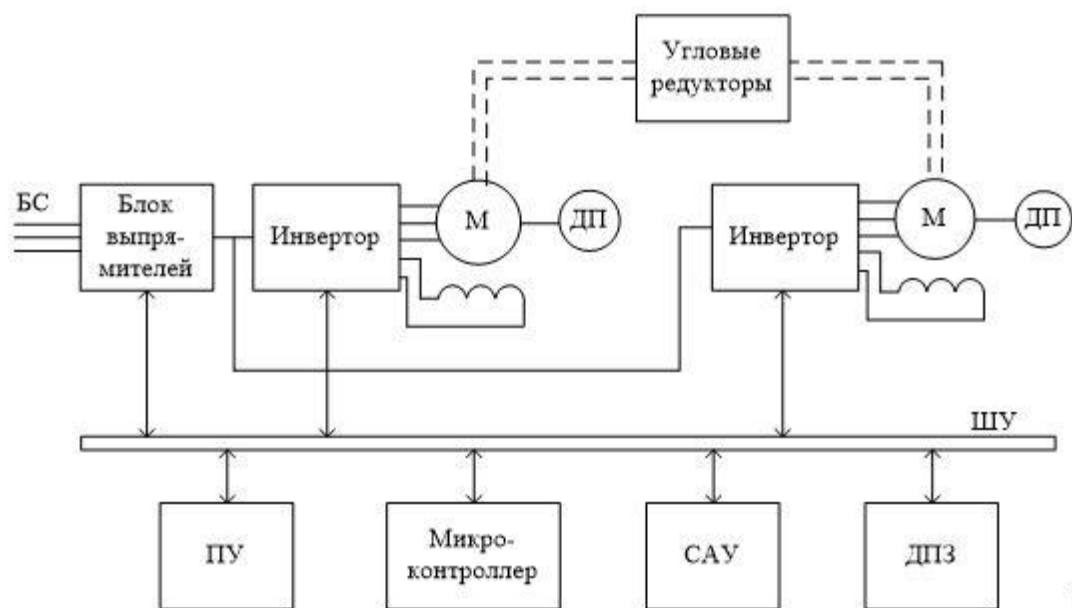 Угловые
редукторы
БС
Блок
выпря-
мителей
Инвертор
М
ДП
Инвертор
М
ДП
ШУ
ПУ
Микро-
контроллер
САУ
ДПЗ